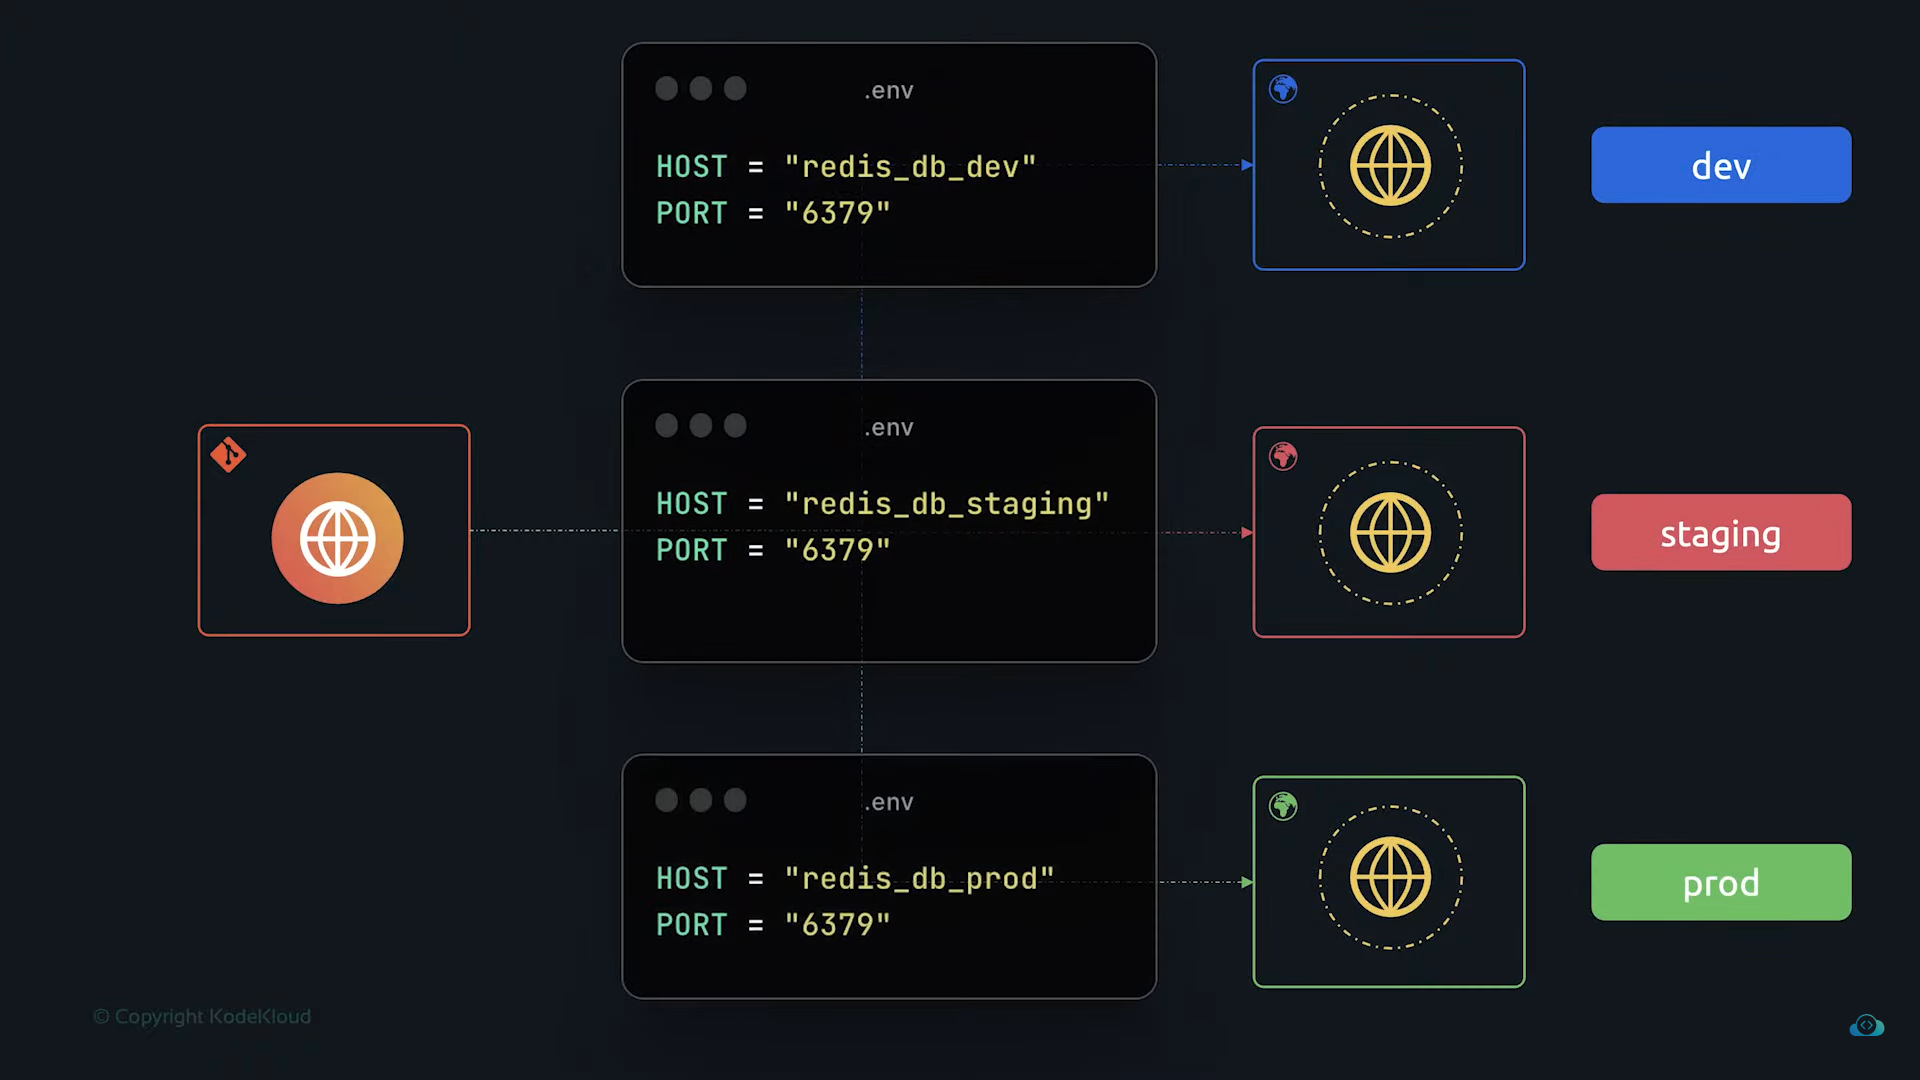 .env
HOST = "redis_db_dev"
PORT = "6379"
dev
.env
HOST = "redis_db_staging"
PORT = "6379"
staging
.env
HOST = "redis_db_prod"
PORT = "6379"
prod
© Copyright KodeKloud